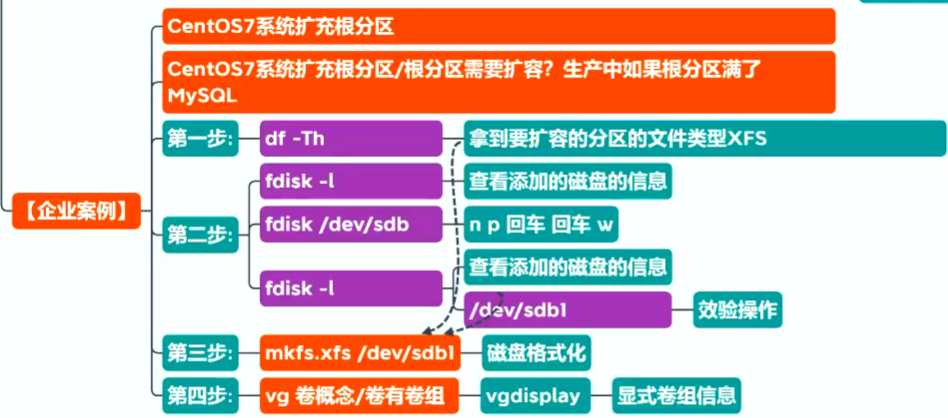 CentOS7系统扩充根分区
CentOS7系统扩充根分区/根分区需要扩容？生产中如果根分区满了
MySQL
第一步:
df -Th
拿到要扩容的分区的文件类型XFS
【企业案例】
第二步:
fdisk -l
查看添加的磁盘的信息
fdisk /dev/sdb
n p 回车 回车 w
fdisk -l
查看添加的磁盘的信息
/dev/sdb1
效验操作
第三步:
mkfs.xfs /dev/sdb1
磁盘格式化
第四步:
vg 卷概念/卷有卷组
vgdisplay
显式卷组信息